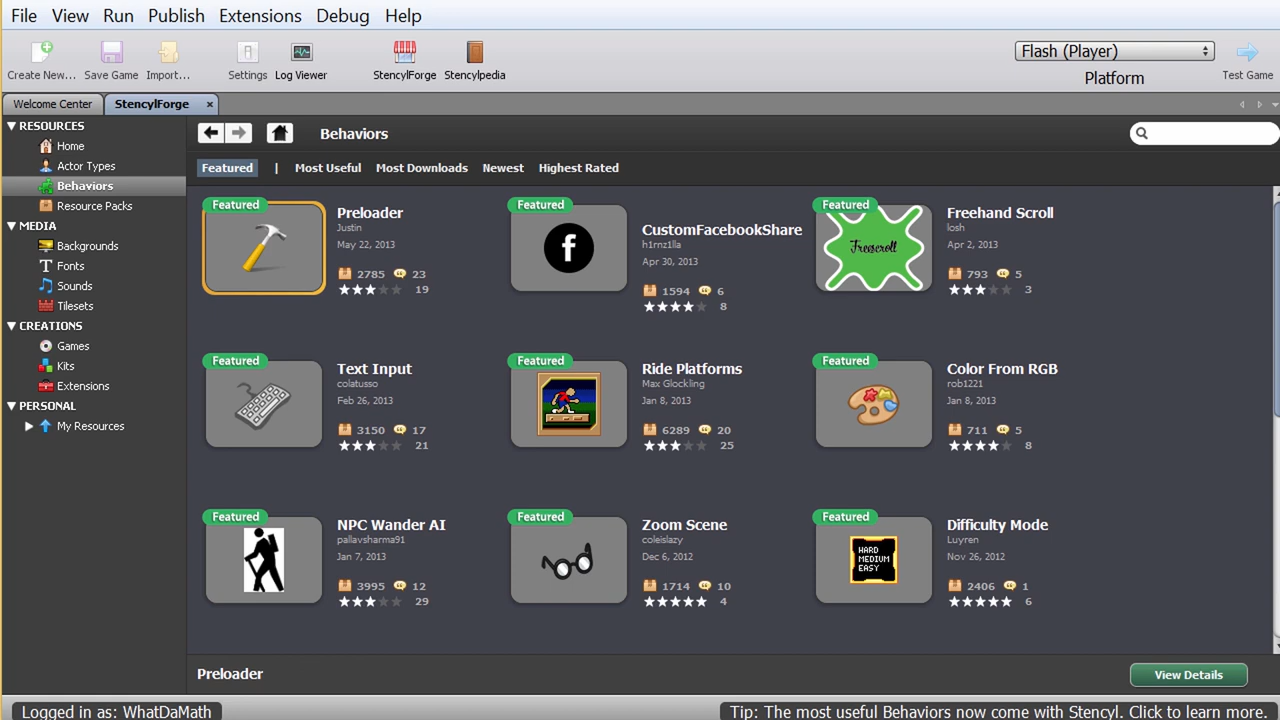 File View Run Publish Extensions Debug Help
Create New... Save Game Import... Settings Log Viewer StencylForge Stencylpedia Flash (Player) Test Game
Platform
Welcome Center StencylForge
RESOURCES
Home
Actor Types
Behaviors
Resource Packs
MEDIA
Backgrounds
Fonts
Sounds
Tilesets
CREATIONS
Games
Kits
Extensions
PERSONAL
My Resources
Behaviors
Featured | Most Useful Most Downloads Newest Highest Rated
Featured
Preloader
Justin
May 22, 2013
2785 23
19
Featured
CustomFacebookShare
h1rnz1lla
Apr 30, 2013
1594 6
8
Featured
Freescroll
Freehand Scroll
losh
Apr 2, 2013
793 5
3
Featured
Text Input
colatusso
Feb 26, 2013
3150 17
21
Featured
Ride Platforms
Max Glockling
Jan 8, 2013
6289 20
25
Featured
Color From RGB
rob1221
Jan 8, 2013
711 5
8
Featured
NPC Wander AI
pallavsharma91
Jan 7, 2013
3995 12
29
Featured
Zoom Scene
coleislazy
Dec 6, 2012
1714 10
4
Featured
HARD
MEDIUM
EASY
Difficulty Mode
Luyren
Nov 26, 2012
2406 1
6
Preloader View Details
Logged in as: WhatDaMath Tip: The most useful Behaviors now come with Stencyl. Click to learn more.